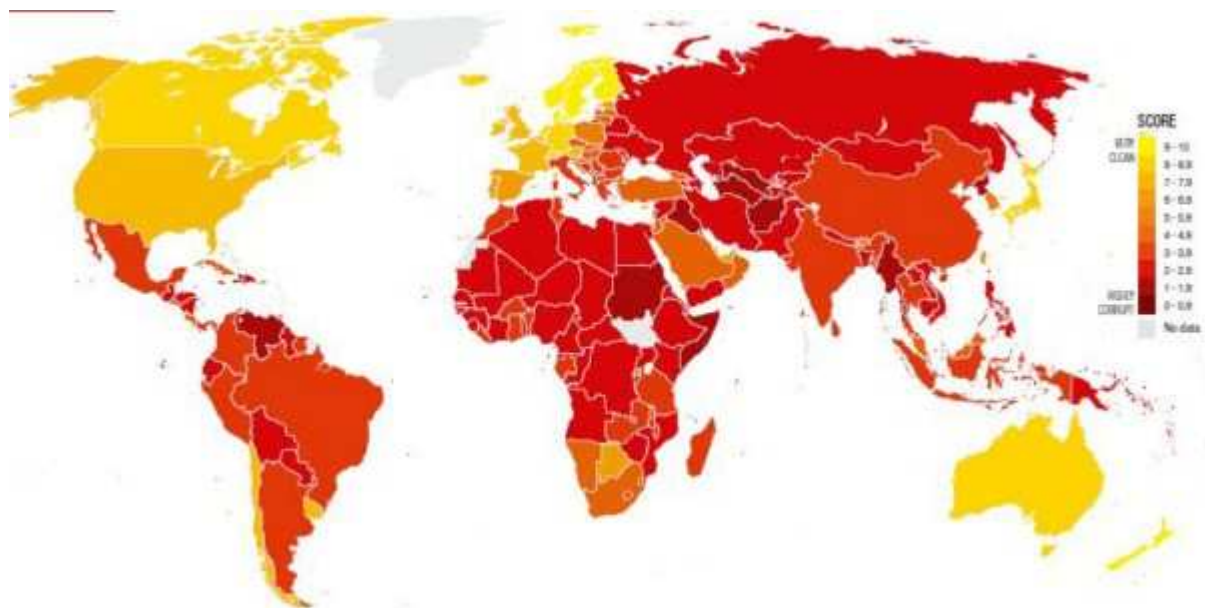 SCORE
VERY
CLEAN
9 - 10
8 - 8.9
7 - 7.9
6 - 6.9
5 - 5.9
4 - 4.9
3 - 3.9
2 - 2.9
1 - 1.9
0 - 0.9
HIGHLY
CORRUPT
No data